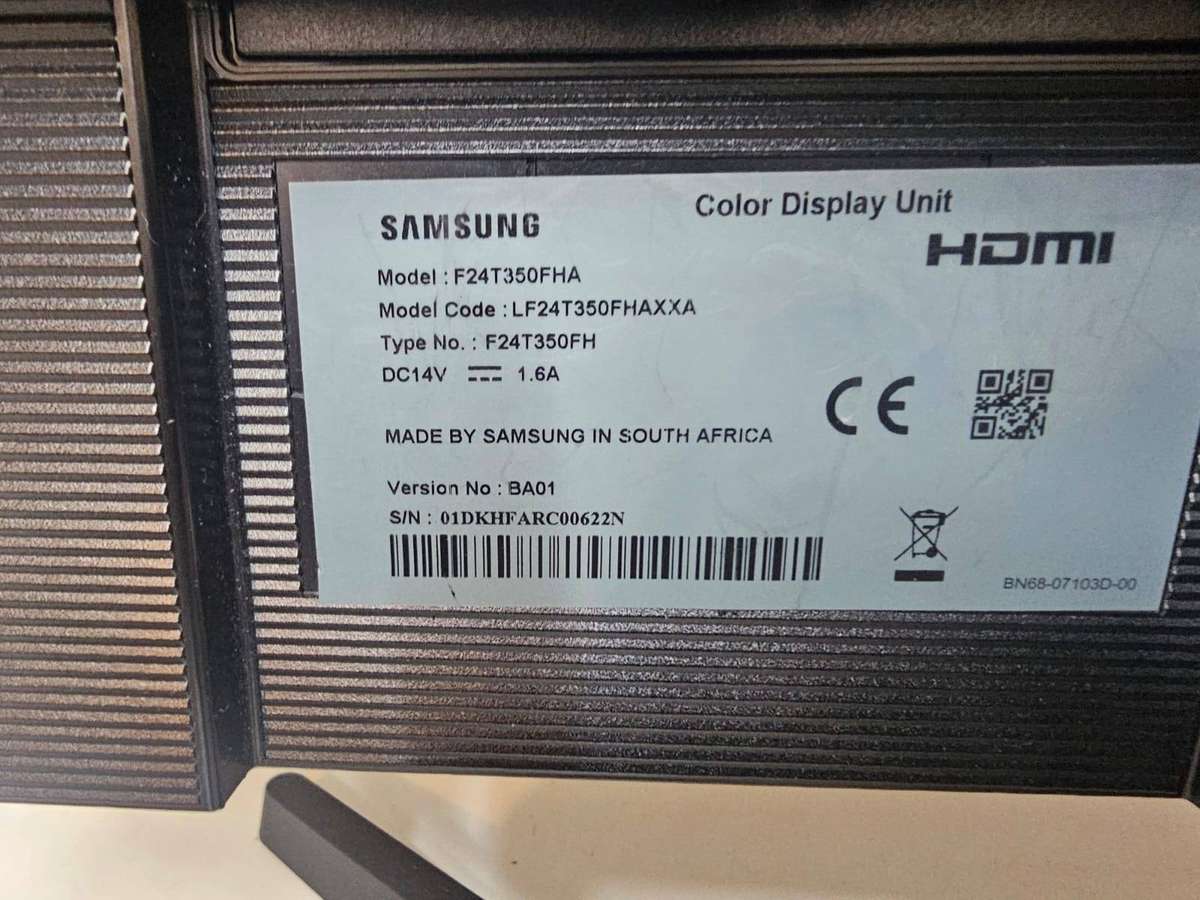 SAMSUNG
Color Display Unit
HDMI
Model : F24T350FHA
Model Code : LF24T350FHAXXA
Type No. : F24T350FH
DC14V ⎓ 1.6A
CE
MADE BY SAMSUNG IN SOUTH AFRICA
Version No : BA01
S/N : 01DKHFARC00622N
BN68-07103D-00